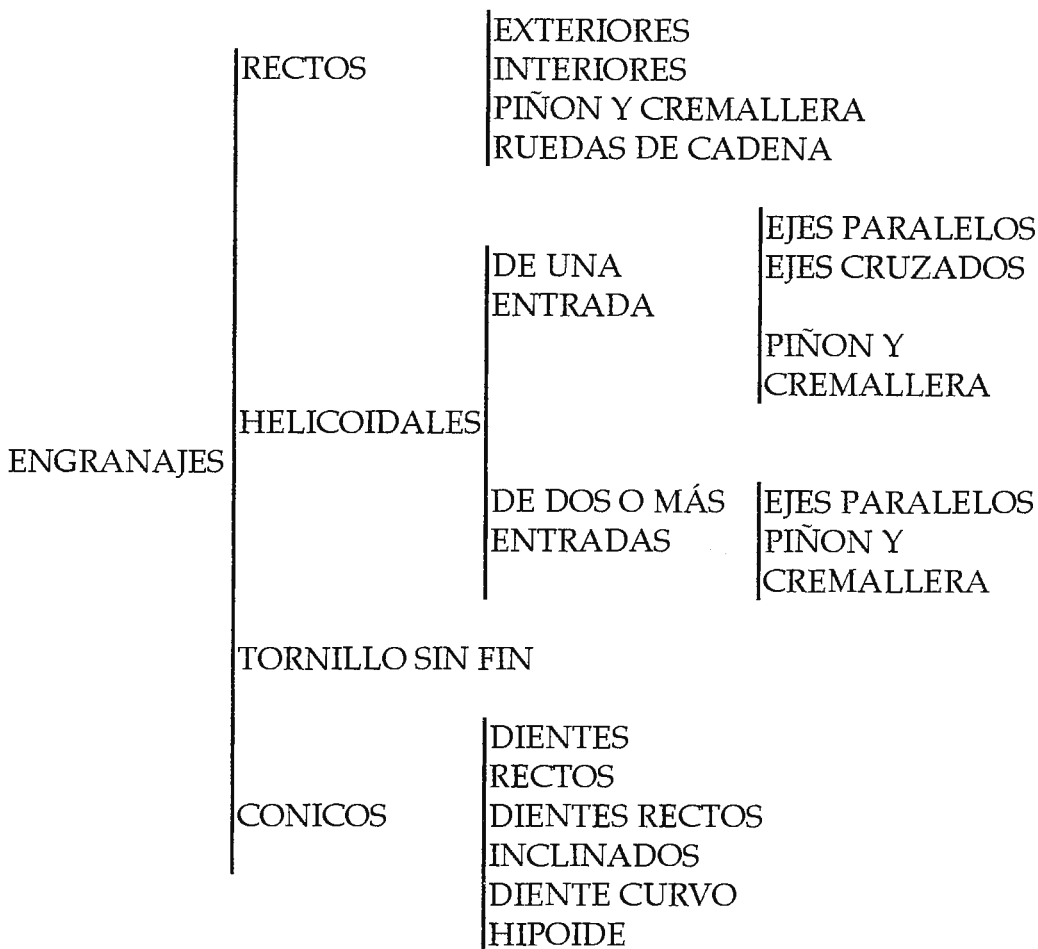 EXTERIORES
RECTOS
INTERIORES
PIÑON Y CREMALLERA
RUEDAS DE CADENA
EJES PARALELOS
DE UNA
EJES CRUZADOS
ENTRADA
PIÑON Y
CREMALLERA
HELICOIDALES
ENGRANAJES
DE DOS O MÁS
EJES PARALELOS
ENTRADAS
PIÑON Y
CREMALLERA
TORNILLO SIN FIN
DIENTES
RECTOS
CONICOS
DIENTES RECTOS
INCLINADOS
DIENTE CURVO
HIPOIDE